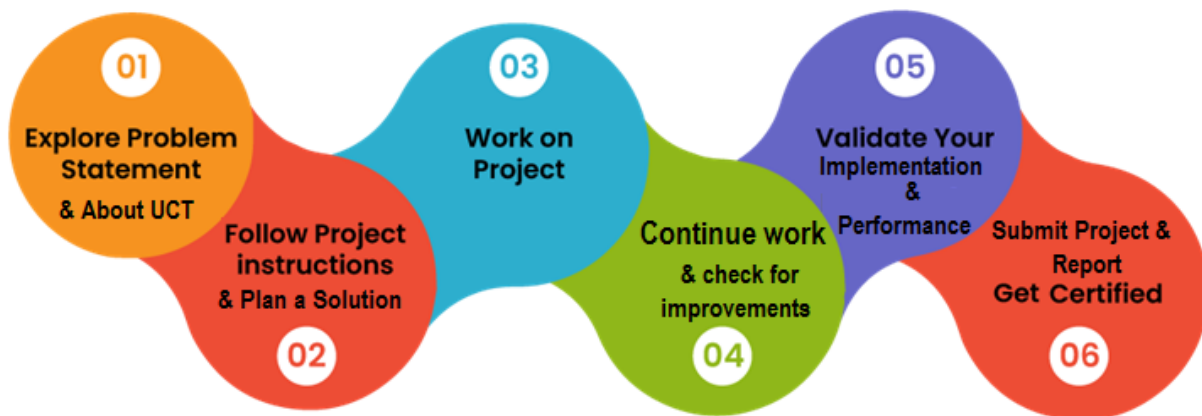 01
Explore Problem
Statement
& About UCT
Follow Project
instructions
& Plan a Solution
02
03
Work on
Project
Continue work
& check for
improvements
04
05
Validate Your
Implementation
&
Performance
Submit Project &
Report
Get Certified
06